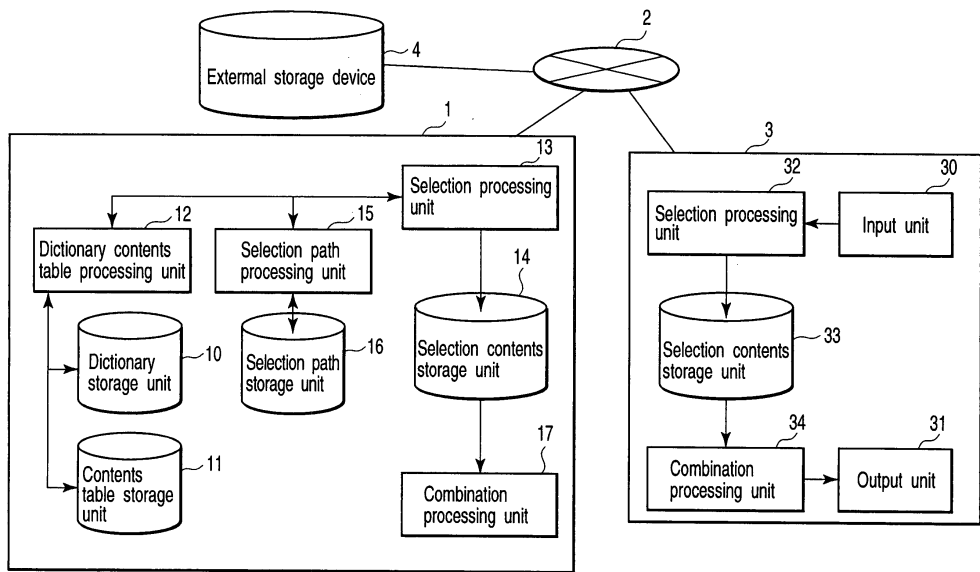 2
4
Extermal storage device
1
13
Selection processing
unit
12
Dictionary contents
table processing unit
15
Selection path
processing unit
14
Selection contents
storage unit
10
Dictionary
storage unit
16
Selection path
storage unit
11
Contents
table storage
unit
17
Combination
processing unit
3
32
Selection processing
unit
30
Input unit
33
Selection contents
storage unit
34
Combination
processing unit
31
Output unit